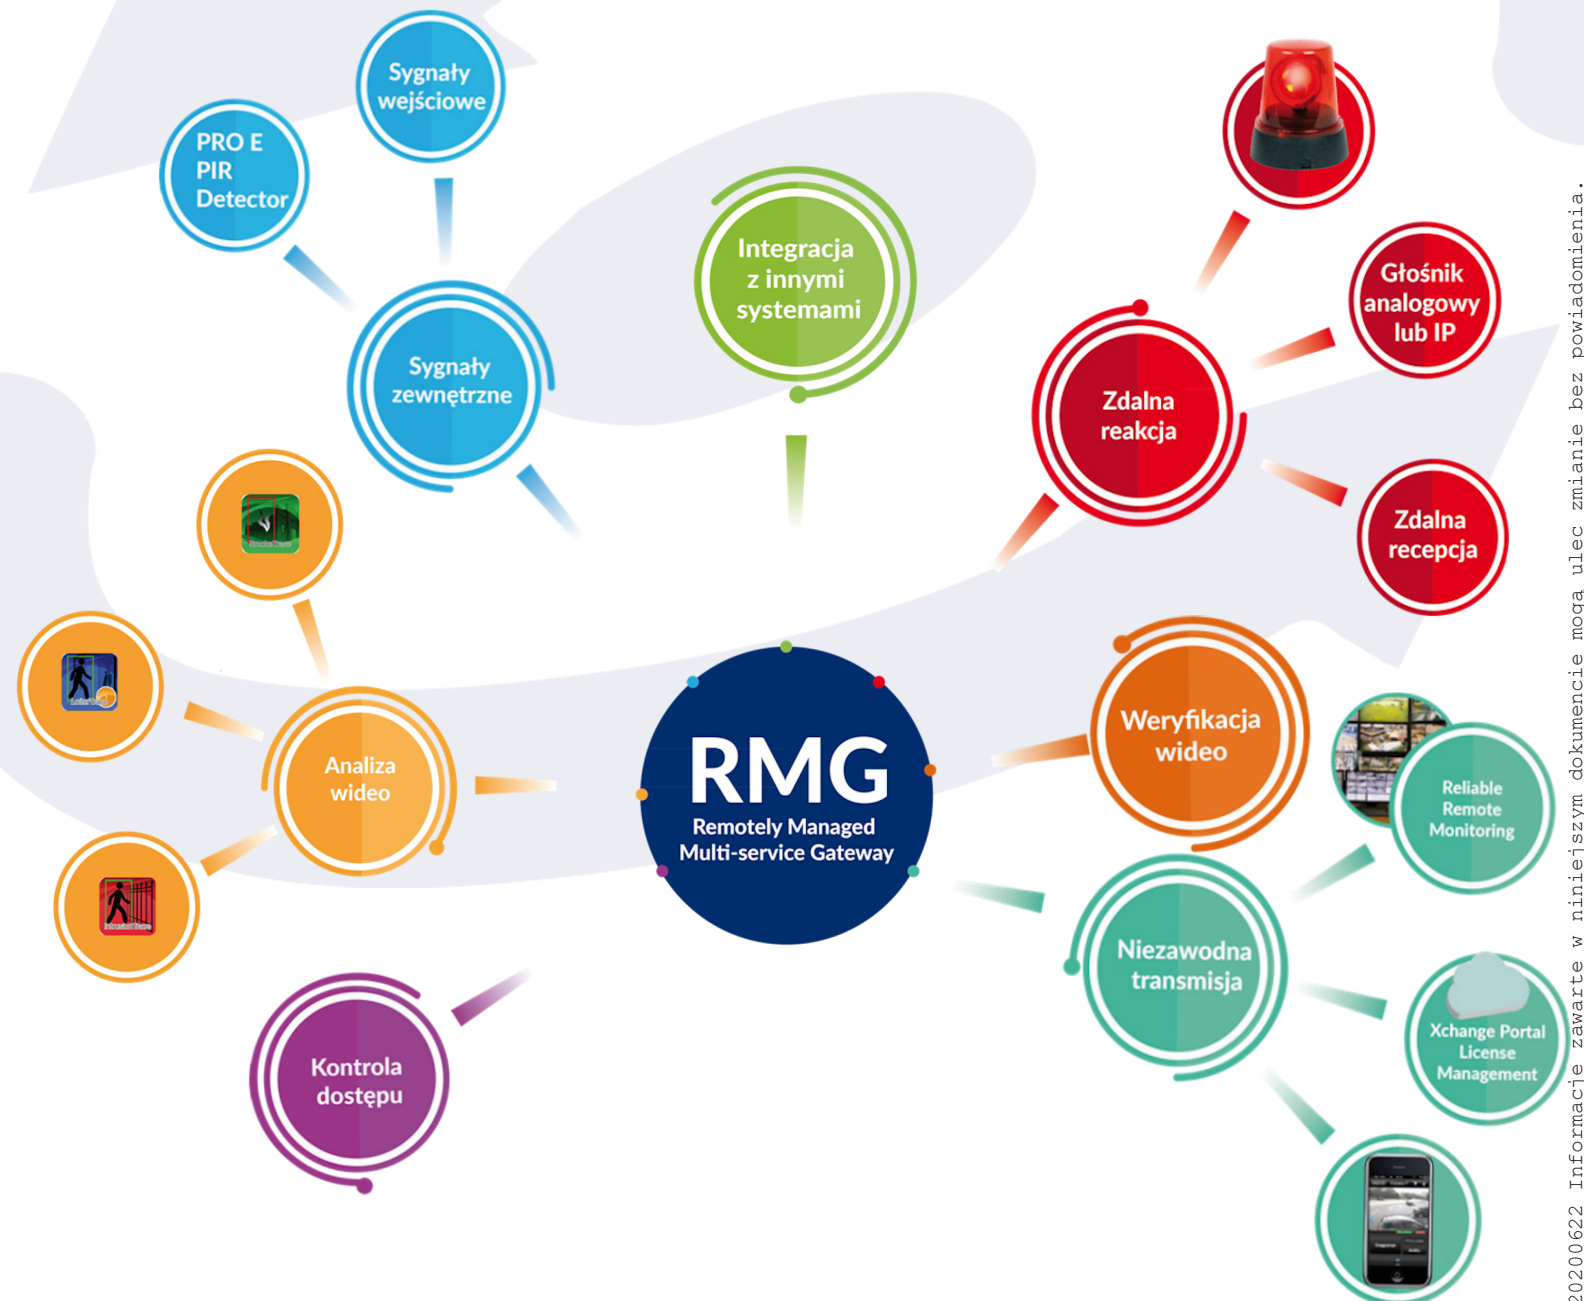 Sygnały
wejściowe
PRO E
PIR
Detector
Sygnały
zewnętrzne
Integracja
z innymi
systemami
Głośnik
analogowy
lub IP
Zdalna
reakcja
Zdalna
recepcja
Weryfikacja
wideo
Analiza
wideo
RMG
Remotely Managed
Multi-service Gateway
Reliable
Remote
Monitoring
Niezawodna
transmisja
Xchange Portal
License
Management
Kontrola
dostępu
20200622 Informacje zawarte w niniejszym dokumencie mogą ulec zmianie bez powiadomienia.